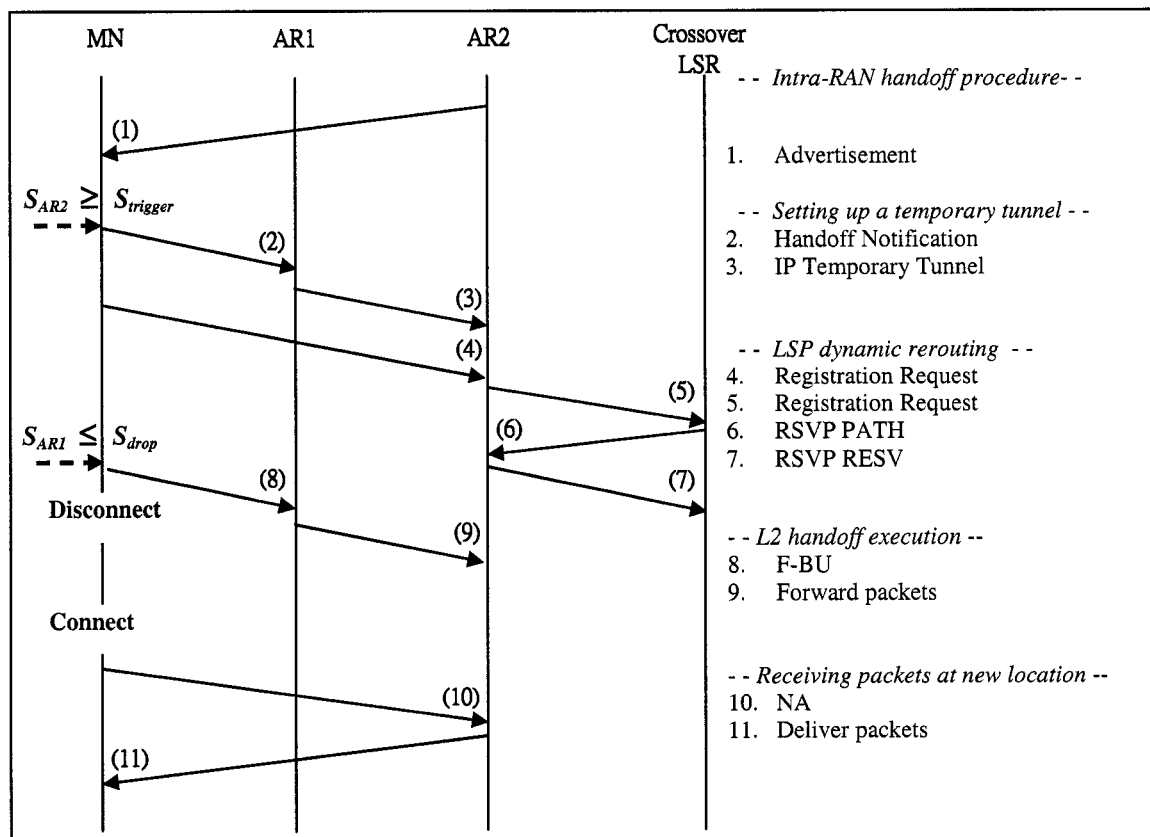 MN AR1 AR2 Crossover
LSR
- - Intra-RAN handoff procedure- -
(1)
1. Advertisement
S_AR2 ≥ S_trigger
- - Setting up a temporary tunnel - -
(2)
2. Handoff Notification
3. IP Temporary Tunnel
(3)
- - LSP dynamic rerouting - -
(4)
4. Registration Request
(5)
5. Registration Request
(6)
6. RSVP PATH
S_AR1 ≤ S_drop
7. RSVP RESV
(7)
(8)
Disconnect
(9)
- - L2 handoff execution --
8. F-BU
9. Forward packets
Connect
- - Receiving packets at new location --
(10)
10. NA
11. Deliver packets
(11)